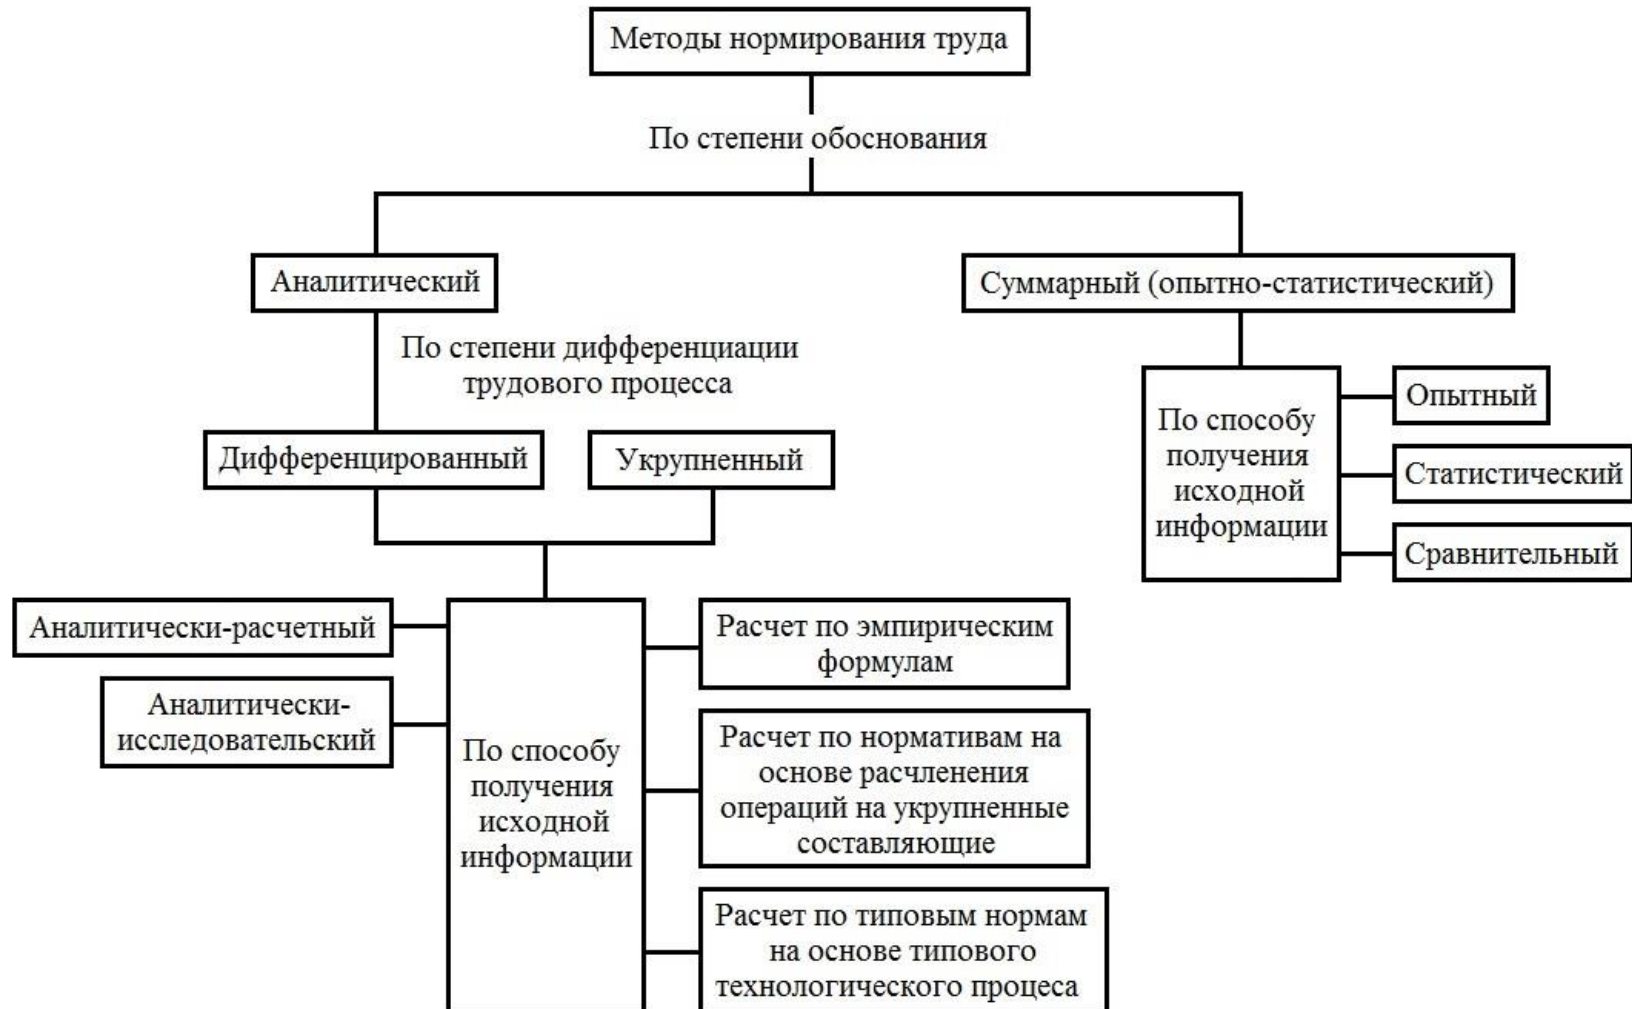 Методы нормирования труда
По степени обоснования
Аналитический
Суммарный (опытно-статистический)
По степени дифференциации
трудового процесса
Дифференцированный
Укрупненный
По способу
получения
исходной
информации
Опытный
Статистический
Сравнительный
Аналитически-расчетный
Аналитически-
исследовательский
По способу
получения
исходной
информации
Расчет по эмпирическим
формулам
Расчет по нормативам на
основе расчленения
операций на укрупненные
составляющие
Расчет по типовым нормам
на основе типового
технологического процеса